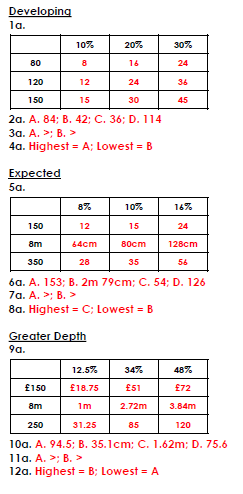 Developing
1a.
10% 20% 30%
80 8 16 24
120 12 24 36
150 15 30 45
2a. A. 84; B. 42; C. 36; D. 114
3a. A. >; B. >
4a. Highest = A; Lowest = B
Expected
5a.
8% 10% 16%
150 12 15 24
8m 64cm 80cm 128cm
350 28 35 56
6a. A. 153; B. 2m 79cm; C. 54; D. 126
7a. A. >; B. >
8a. Highest = C; Lowest = B
Greater Depth
9a.
12.5% 34% 48%
£150 £18.75 £51 £72
8m 1m 2.72m 3.84m
250 31.25 85 120
10a. A. 94.5; B. 35.1cm; C. 1.62m; D. 75.6
11a. A. >; B. >
12a. Highest = B; Lowest = A